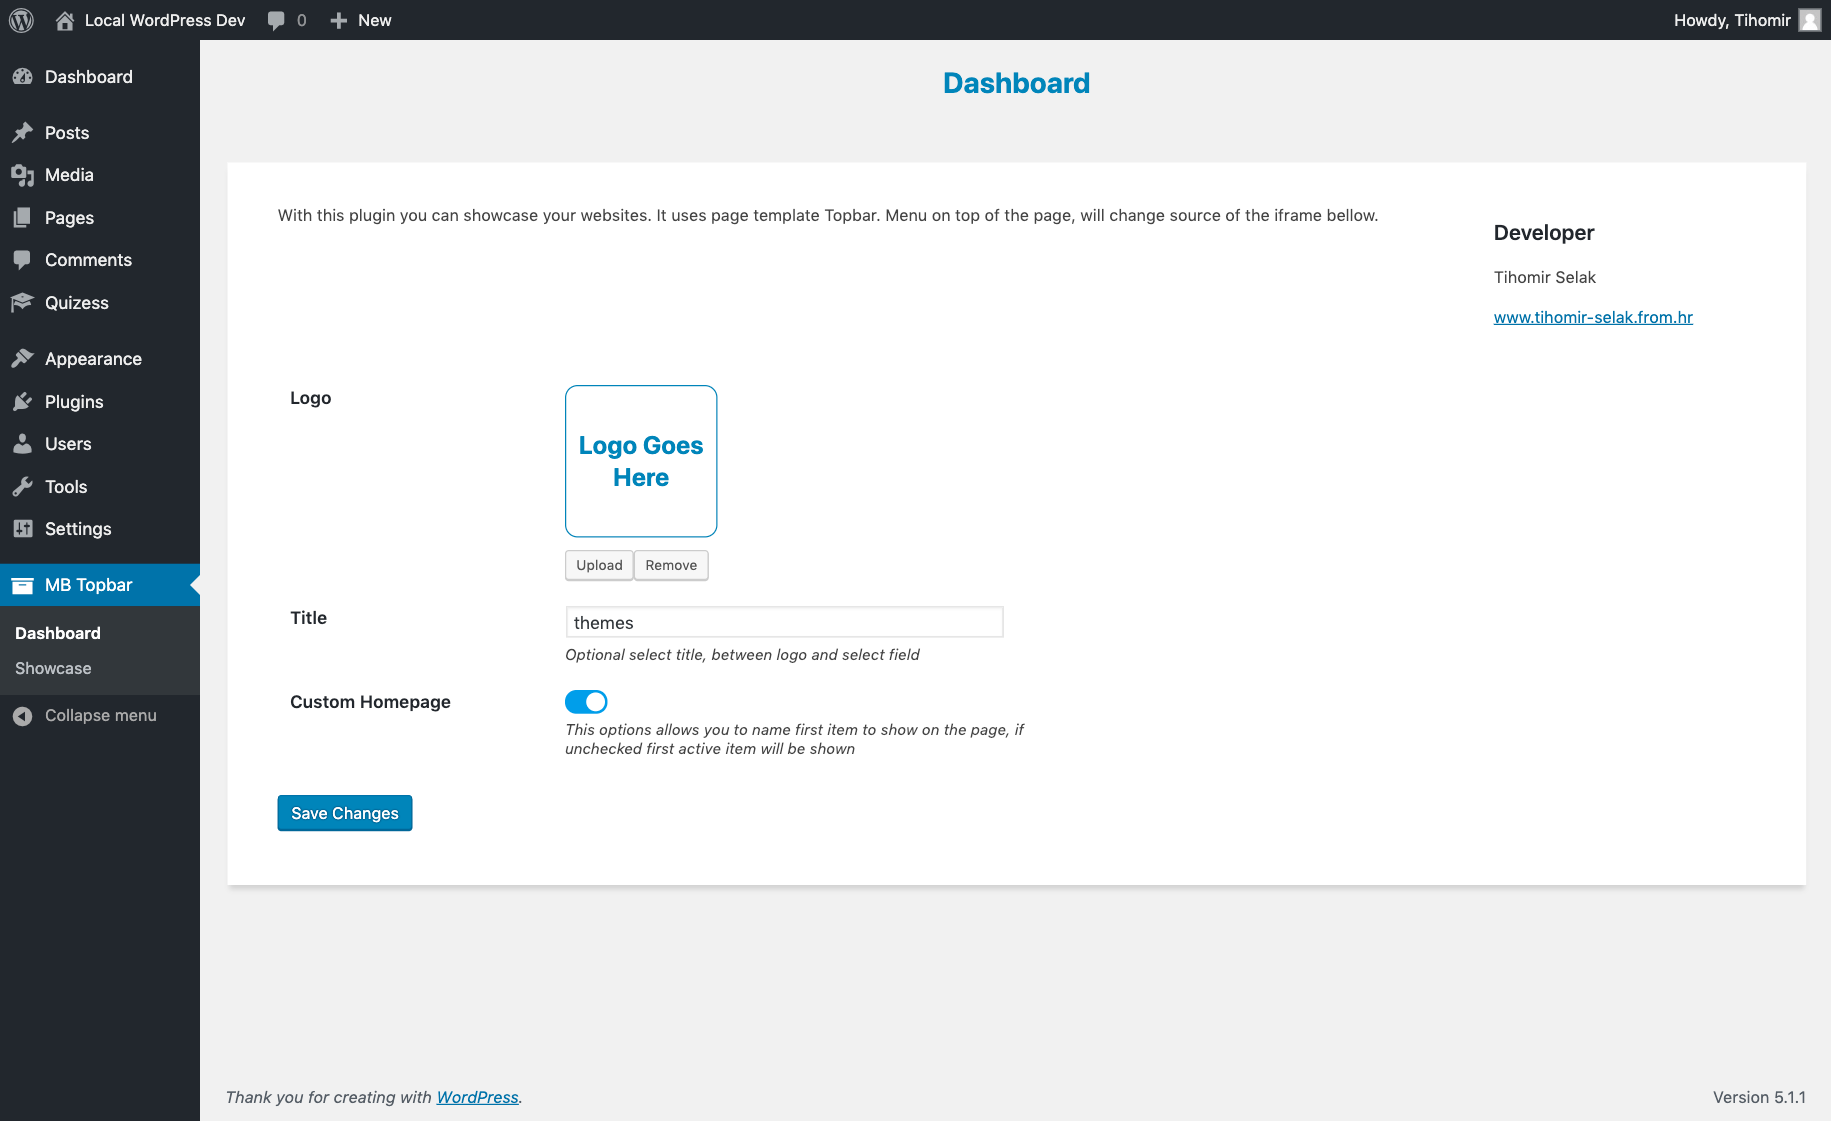 Local WordPress Dev
0
New
Howdy, Tihomir
Dashboard
Posts
Media
Pages
Comments
Quizess
Appearance
Plugins
Users
Tools
Settings
MB Topbar
Dashboard
Showcase
Collapse menu
Dashboard
With this plugin you can showcase your websites. It uses page template Topbar. Menu on top of the page, will change source of the iframe bellow.
Developer
Tihomir Selak
www.tihomir-selak.from.hr
Logo
Logo Goes
Here
Upload
Remove
Title
themes
Optional select title, between logo and select field
Custom Homepage
This options allows you to name first item to show on the page, if
unchecked first active item will be shown
Save Changes
Thank you for creating with WordPress.
Version 5.1.1